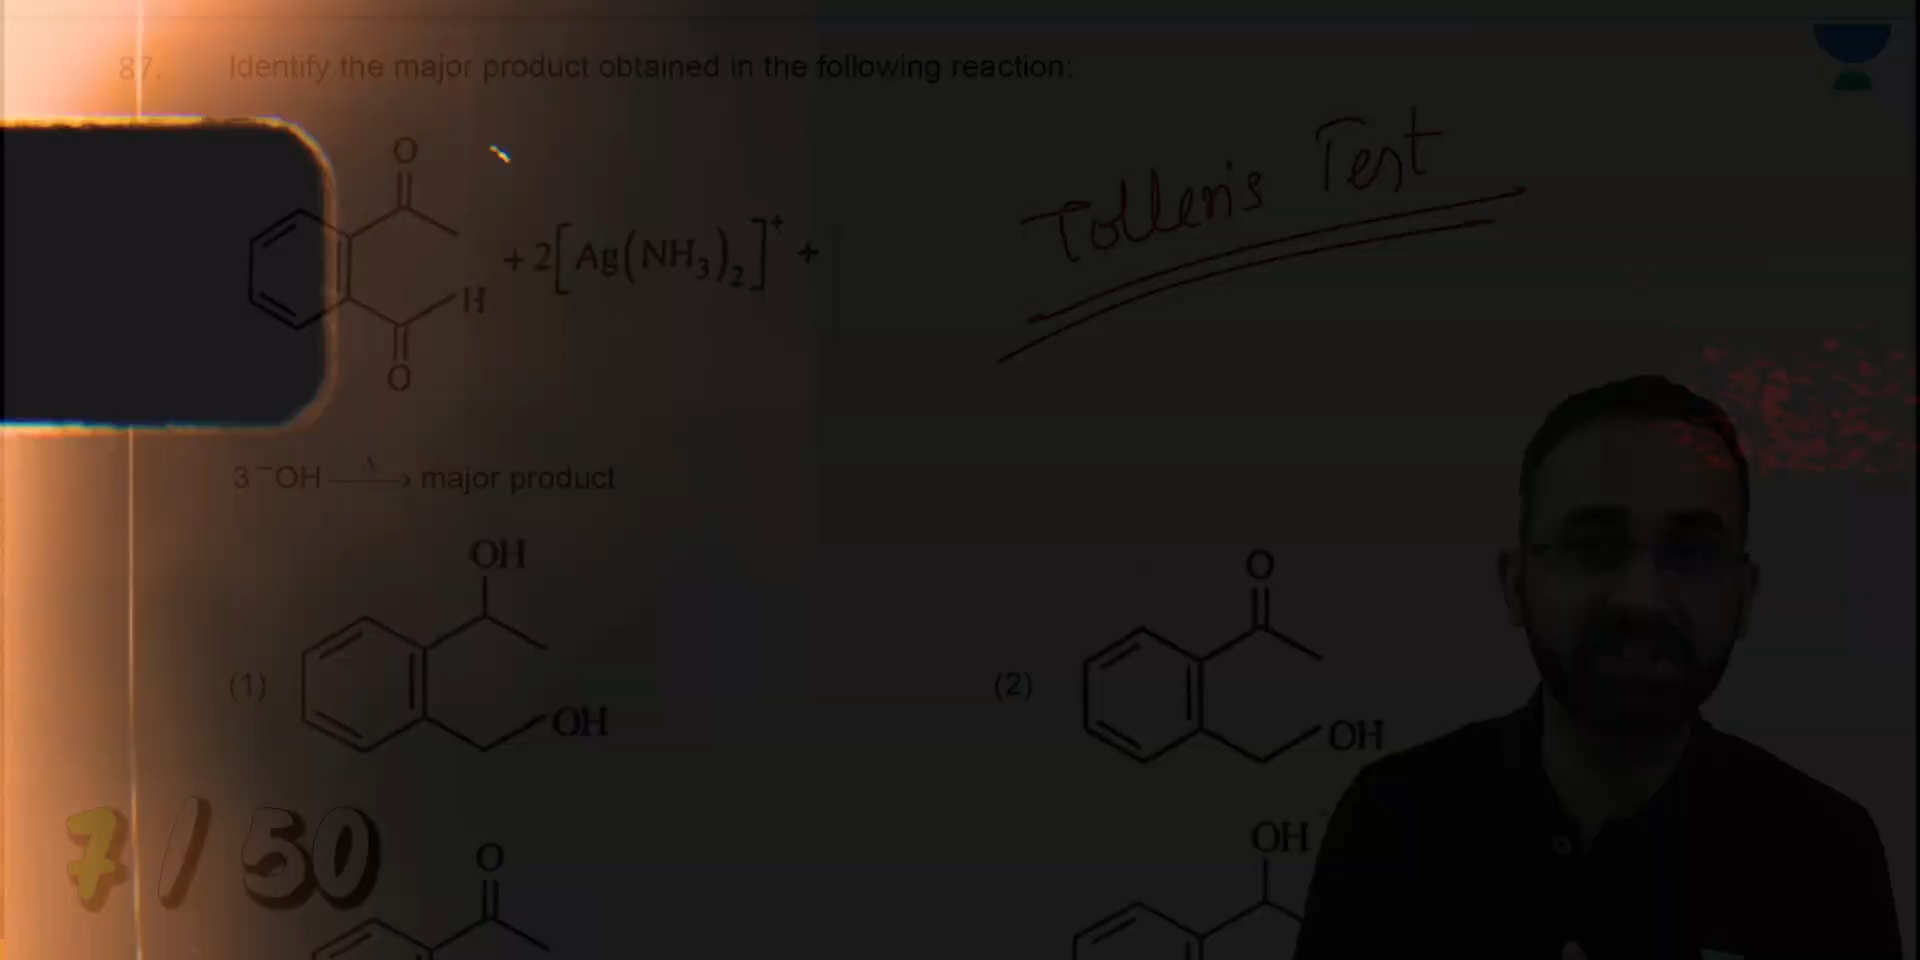 87. Identify the major product obtained in the following reaction:
Tollen's Test
O
+ 2[Ag(NH₃)₂]⁺ +
H
O
3 ⁻OH ⟶ major product
Δ
(1)
OH
OH
(2)
O
OH
7/50
O
OH